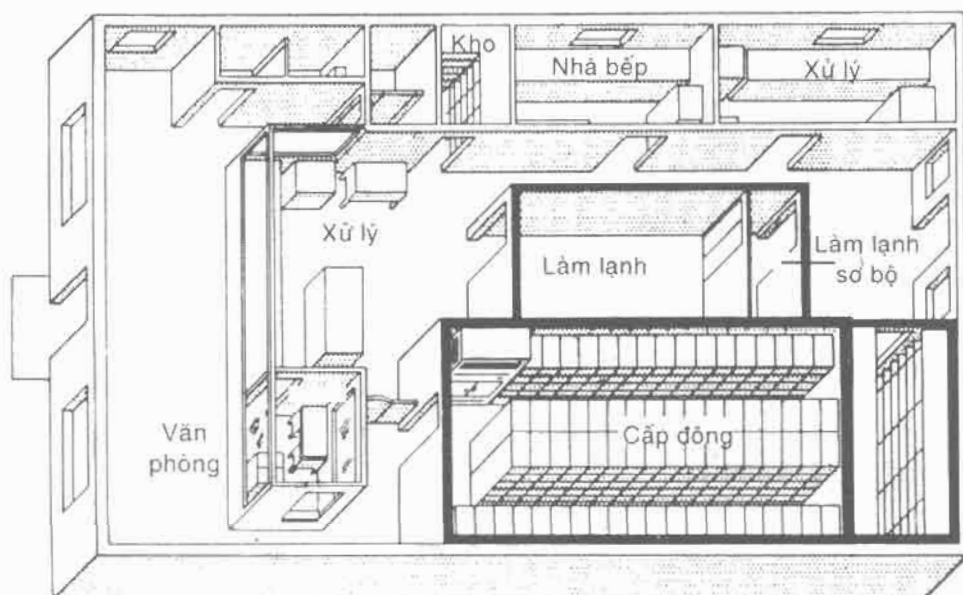 Kho
Nhà bếp
Xử lý
Xử lý
Làm lạnh
Làm lạnh
sơ bộ
Văn
phòng
Cấp đông